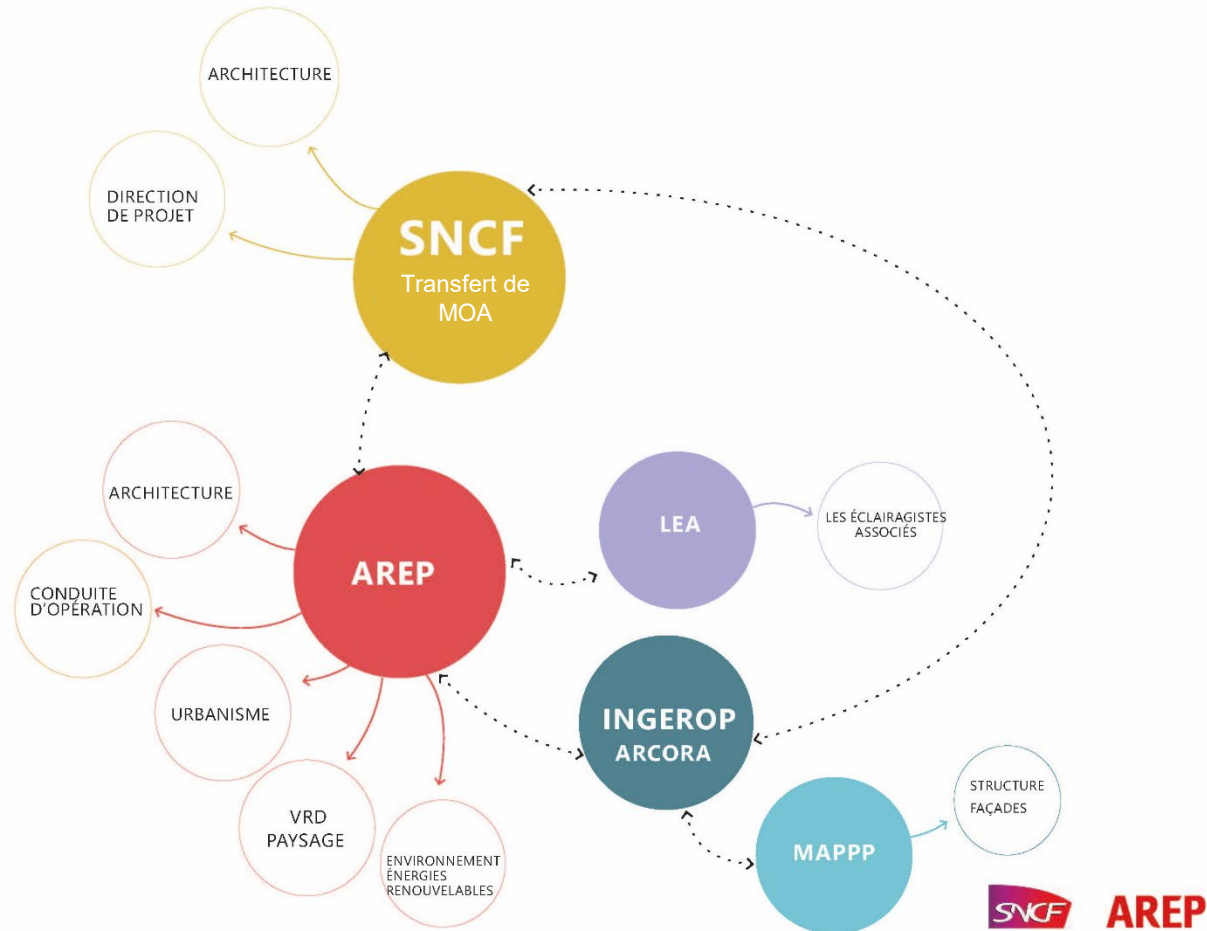 ARCHITECTURE
DIRECTION
DE PROJET
SNCF
Transfert de
MOA
ARCHITECTURE
CONDUITE
D'OPÉRATION
AREP
LEA
LES ÉCLAIRAGISTES
ASSOCIÉS
URBANISME
INGEROP
ARCORA
VRD
PAYSAGE
ENVIRONNEMENT
ÉNERGIES
RENOUVELABLES
MAPPP
STRUCTURE
FAÇADES
SNCF
AREP